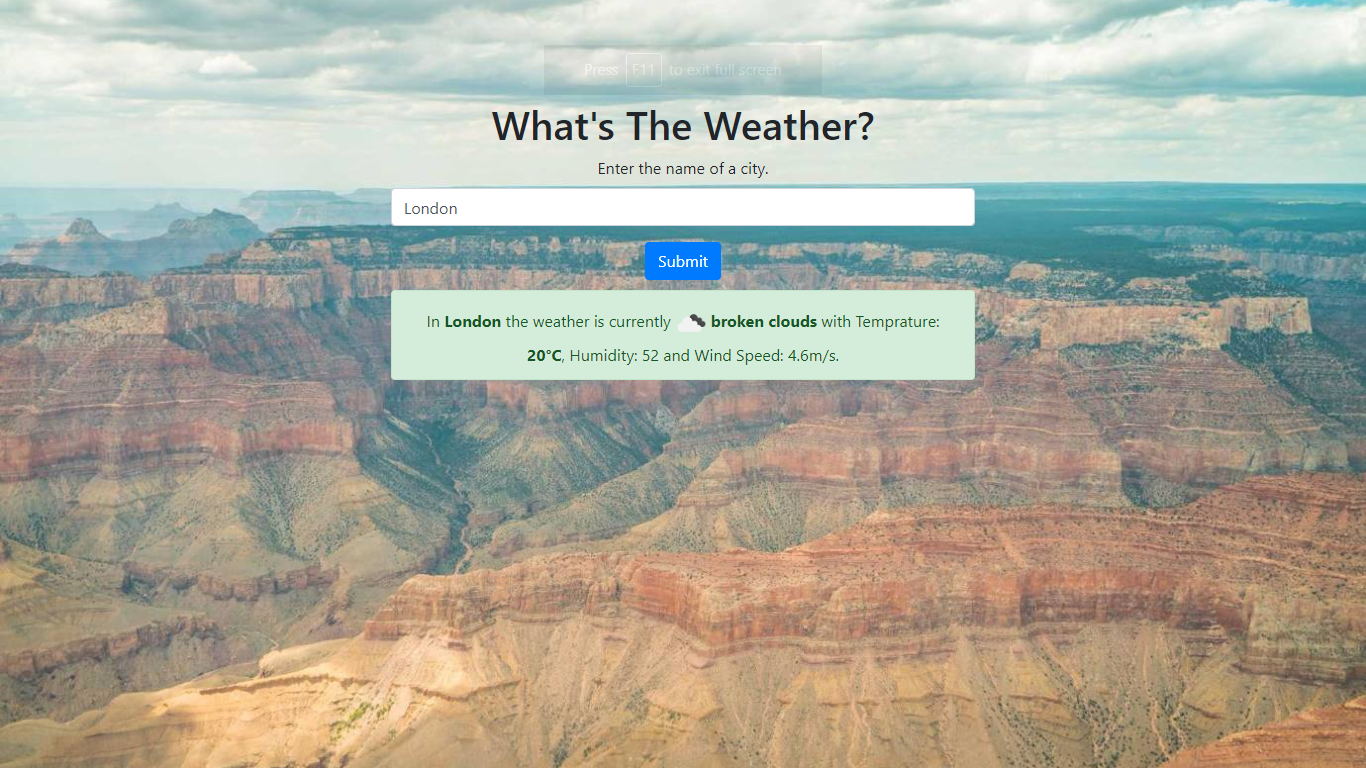 Press F11 to exit full screen
What's The Weather?
Enter the name of a city.
London
Submit
In London the weather is currently broken clouds with Temprature:
20°C, Humidity: 52 and Wind Speed: 4.6m/s.